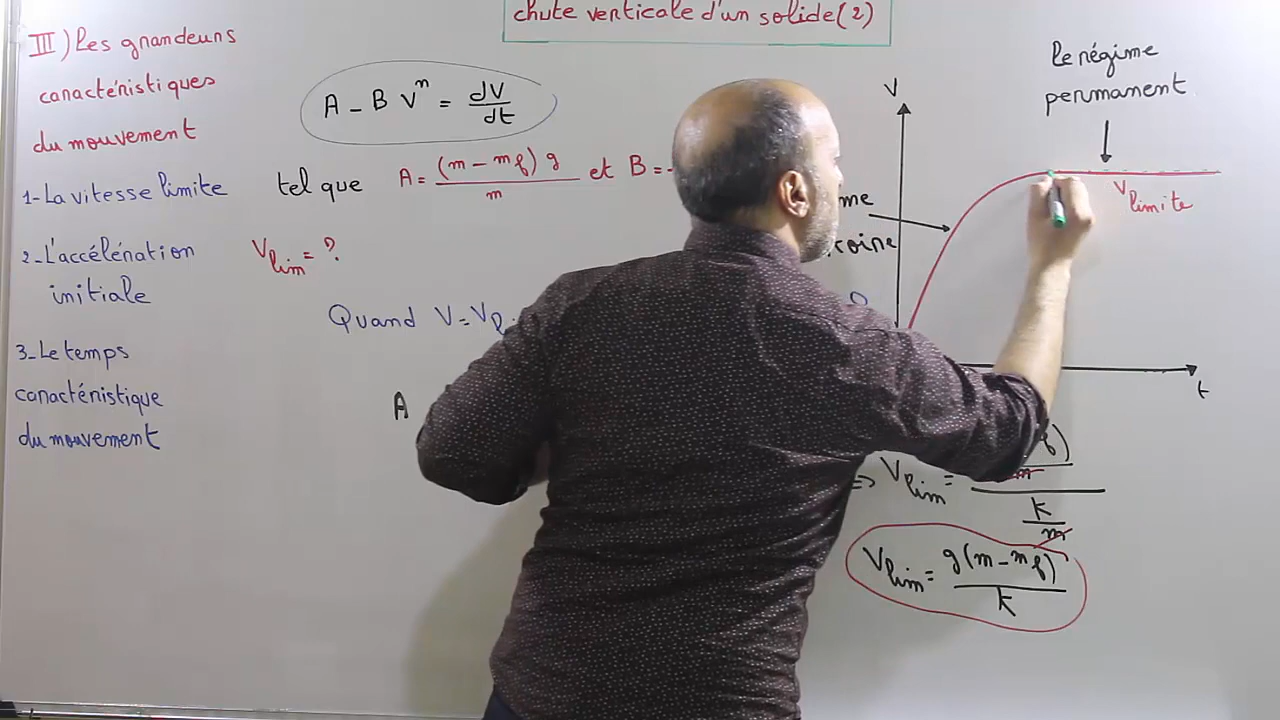 chute verticale d'un solide(2)
III) Les grandeurs
caractéristiques
du mouvement
1-La vitesse limite
2-L'accélération
initiale
3-Le temps
caractéristique
du mouvement
A - B Vⁿ = dV/dt
tel que A = (m - m_f) g / m et B =
V_lim = ?
Quand V = V_l
A
V
le régime
permanent
V_limite
t
⇒ V_lim =
k/m
V_lim = g(m - m_f) / k